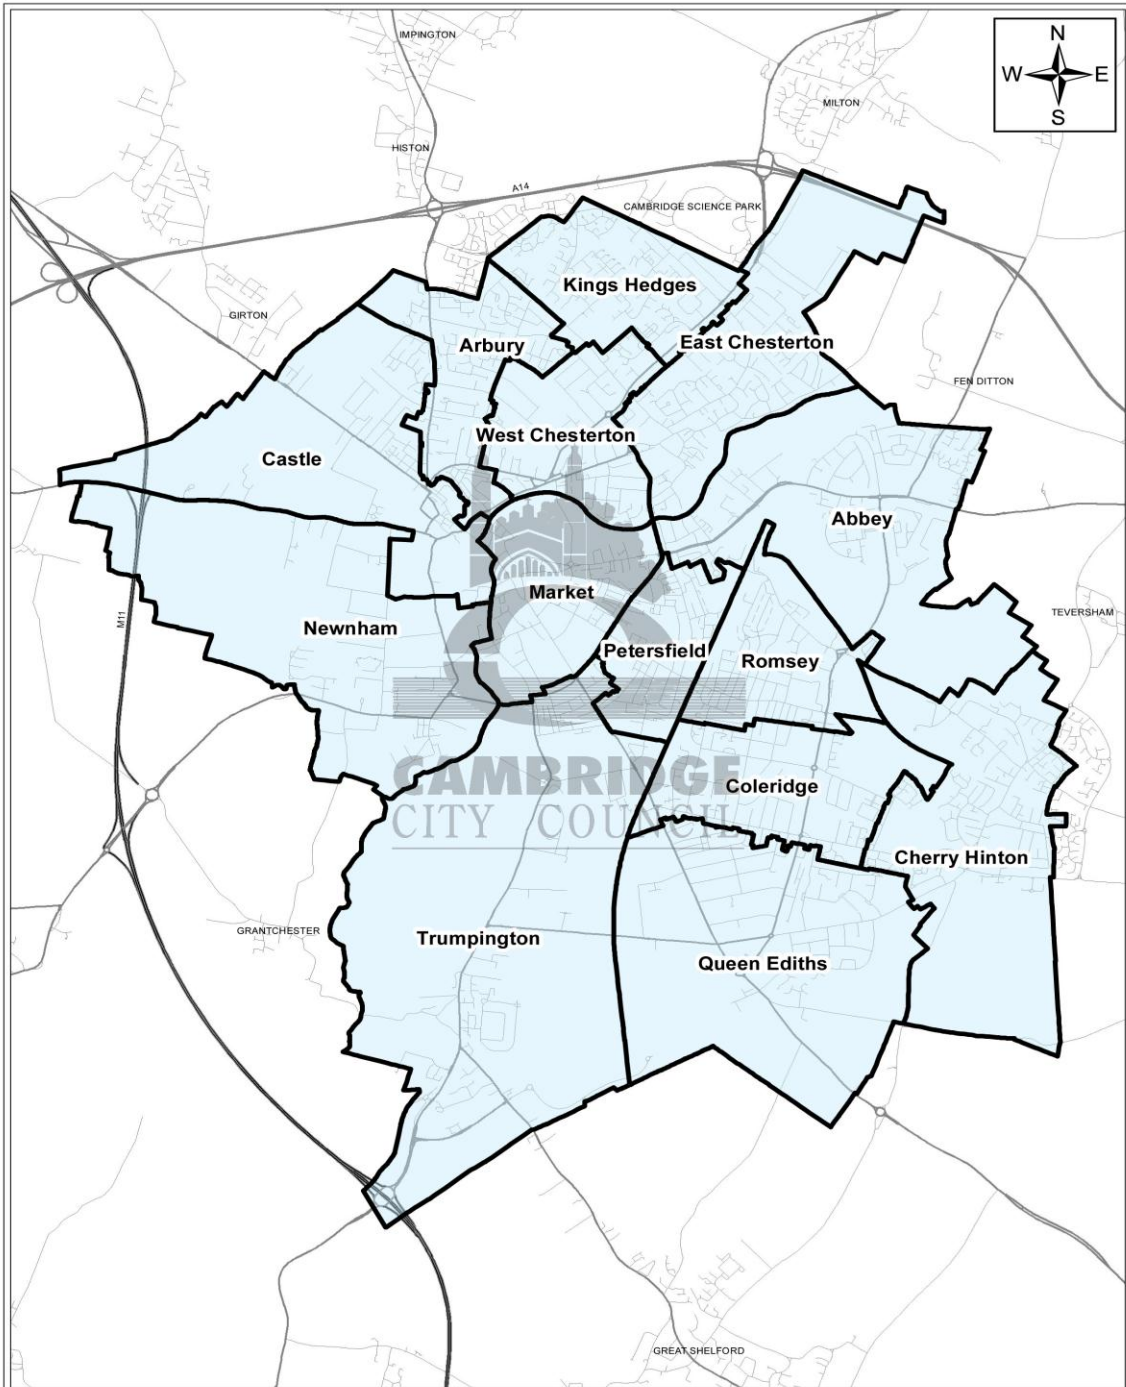 IMPINGTON
N
W E
S
MILTON
HISTON
A14
CAMBRIDGE SCIENCE PARK
Kings Hedges
GIRTON
Arbury
East Chesterton
FEN DITTON
West Chesterton
Castle
Abbey
Market
TEVERSHAM
M11
Newnham
Petersfield
Romsey
CAMBRIDGE
CITY COUNCIL
Coleridge
Cherry Hinton
GRANTCHESTER
Trumpington
Queen Ediths
GREAT SHELFORD